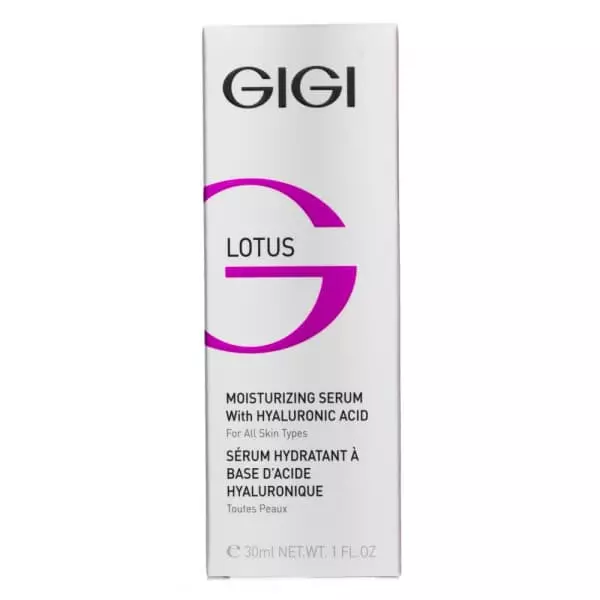 GIGI
LOTUS
MOISTURIZING SERUM
With HYALURONIC ACID
For All Skin Types
SÉRUM HYDRATANT À
BASE D'ACIDE
HYALURONIQUE
Toutes Peaux
℮ 30ml NET.WT. 1 FL.OZ